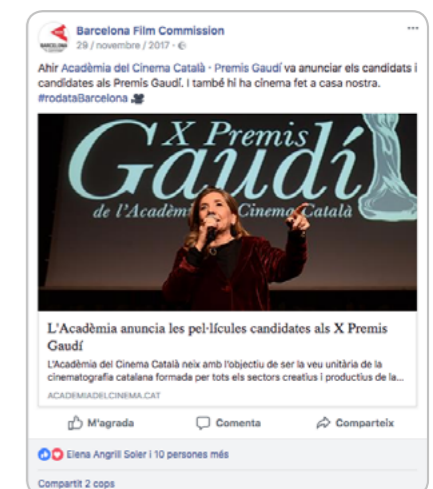 Barcelona Film Commission
29 / novembre / 2017 ·
Ahir Acadèmia del Cinema Català - Premis Gaudí va anunciar els candidats i
candidates als Premis Gaudí. I també hi ha cinema fet a casa nostra.
#rodataBarcelona
X Premis
Gaudí
de l'Acadèmi Cinema Català
L'Acadèmia anuncia les pel·lícules candidates als X Premis
Gaudí
L'Acadèmia del Cinema Català neix amb l'objectiu de ser la veu unitària de la
cinematografia catalana formada per tots els sectors creatius i productius de la...
ACADEMIADELCINEMA.CAT
M'agrada Comenta Comparteix
Elena Angrill Soler i 10 persones més
Compartit 2 cops